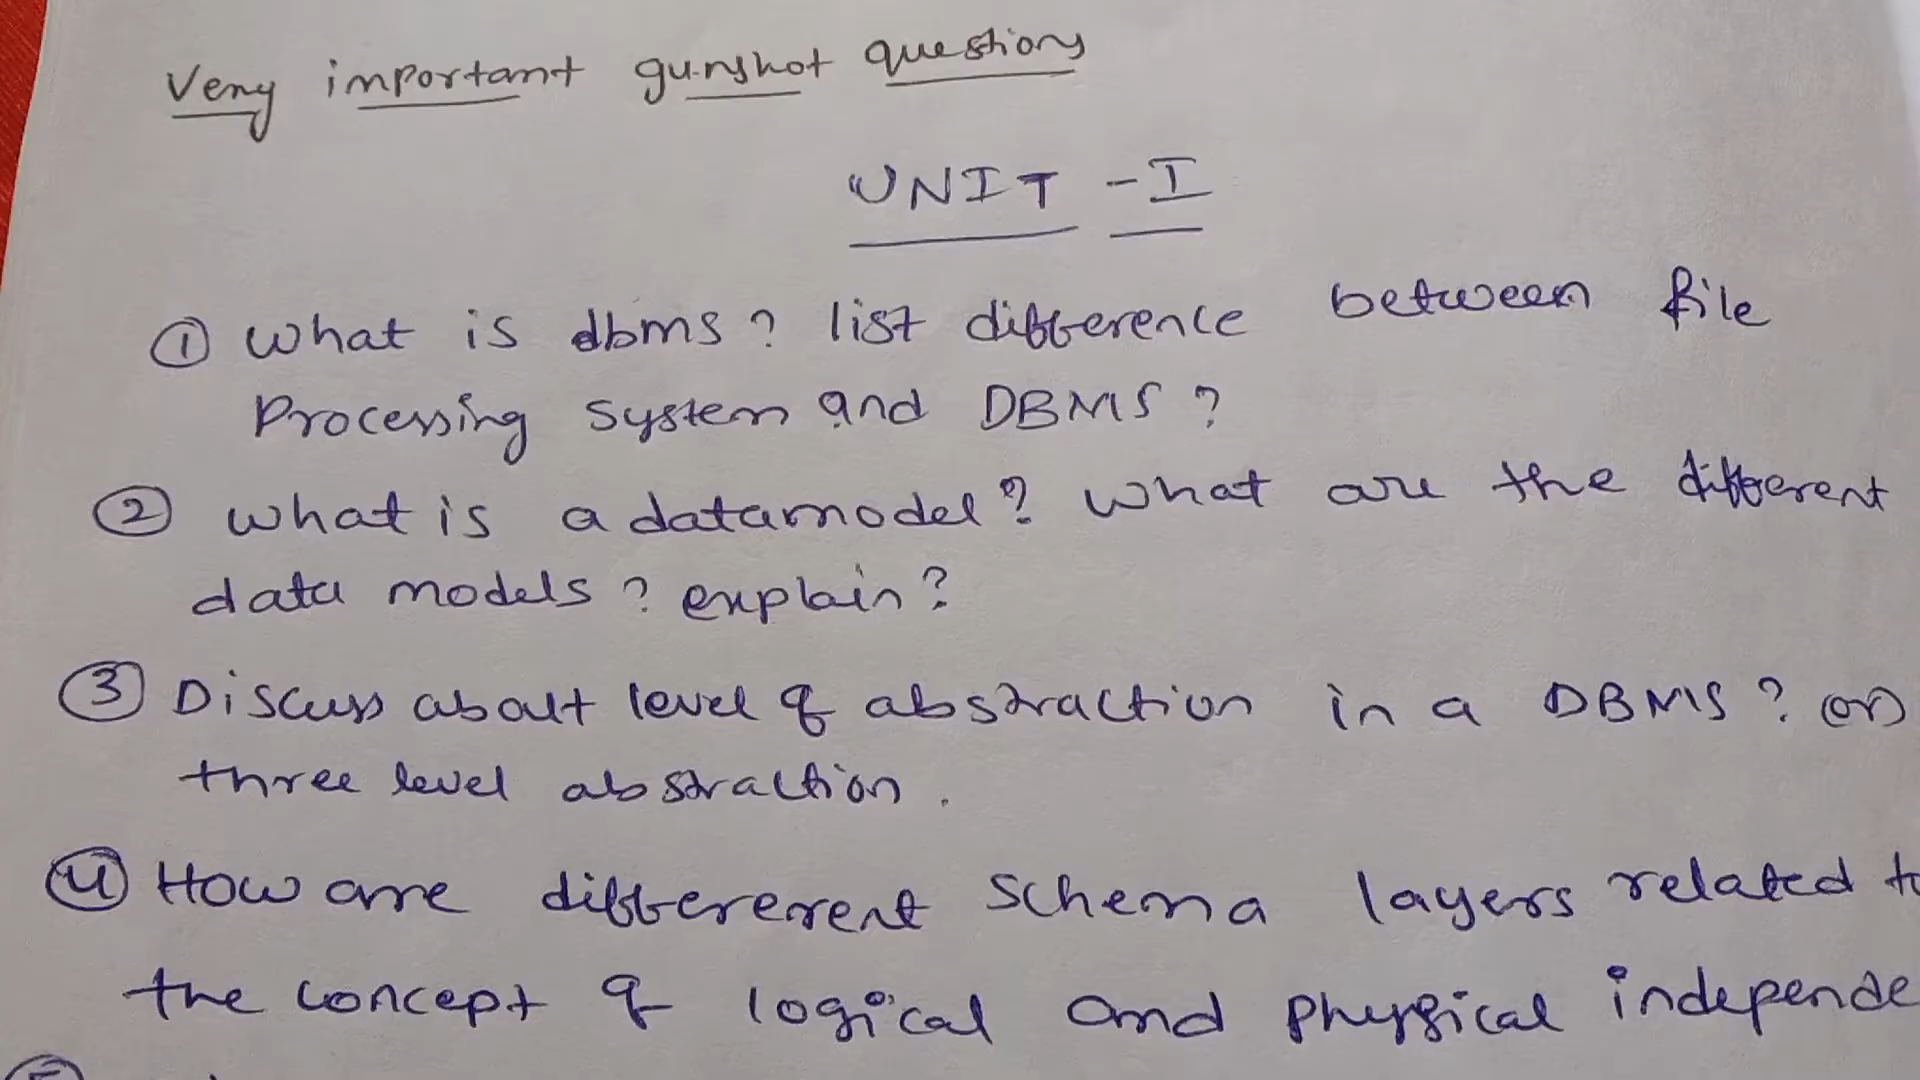 Very important gunshot questions
UNIT - I
① What is dbms? list difference between file
Processing System and DBMS?
② What is a datamodel? What are the different
data models? explain?
③ Discuss about level of abstraction in a DBMS? (or)
three level abstraction.
④ How are differerent Schema layers related to
the concept of logical and physical independe